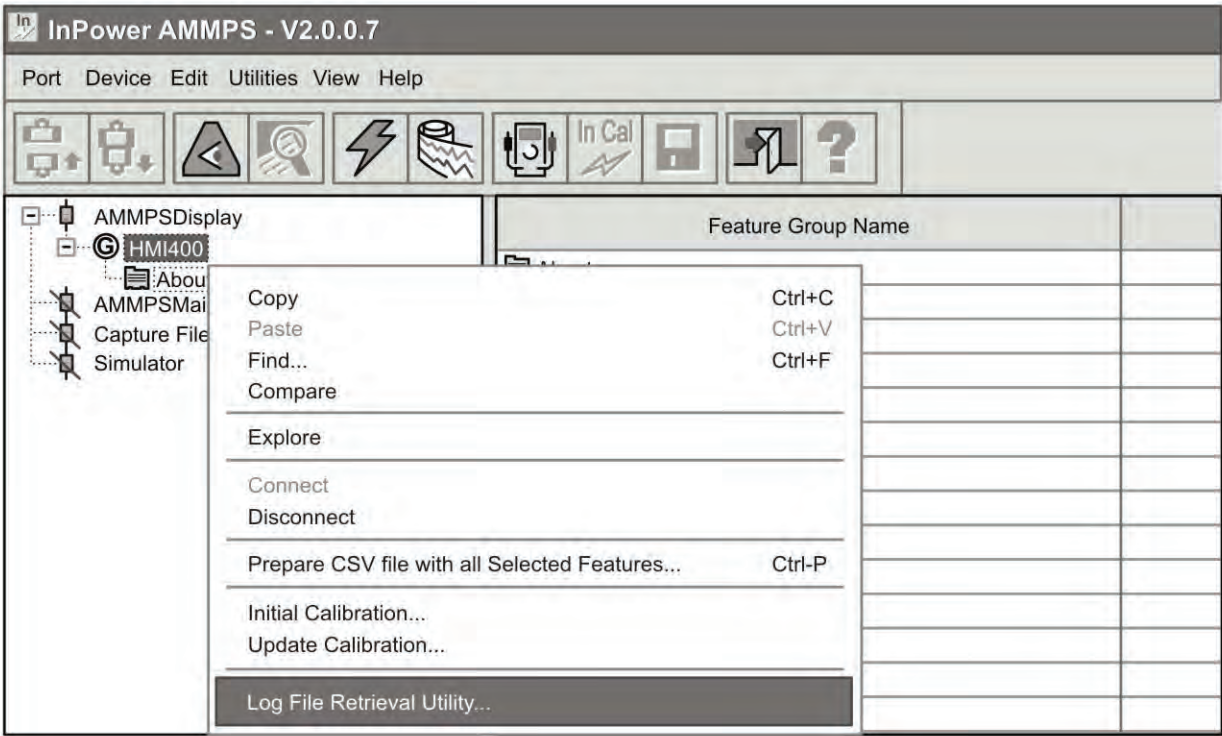 In
InPower AMMPS - V2.0.0.7
Port Device Edit Utilities View Help
In Cal
?
AMMPSDisplay
G HMI400
Abou
AMMPSMai
Capture File
Simulator
Feature Group Name
Copy Ctrl+C
Paste Ctrl+V
Find... Ctrl+F
Compare
Explore
Connect
Disconnect
Prepare CSV file with all Selected Features... Ctrl-P
Initial Calibration...
Update Calibration...
Log File Retrieval Utility...